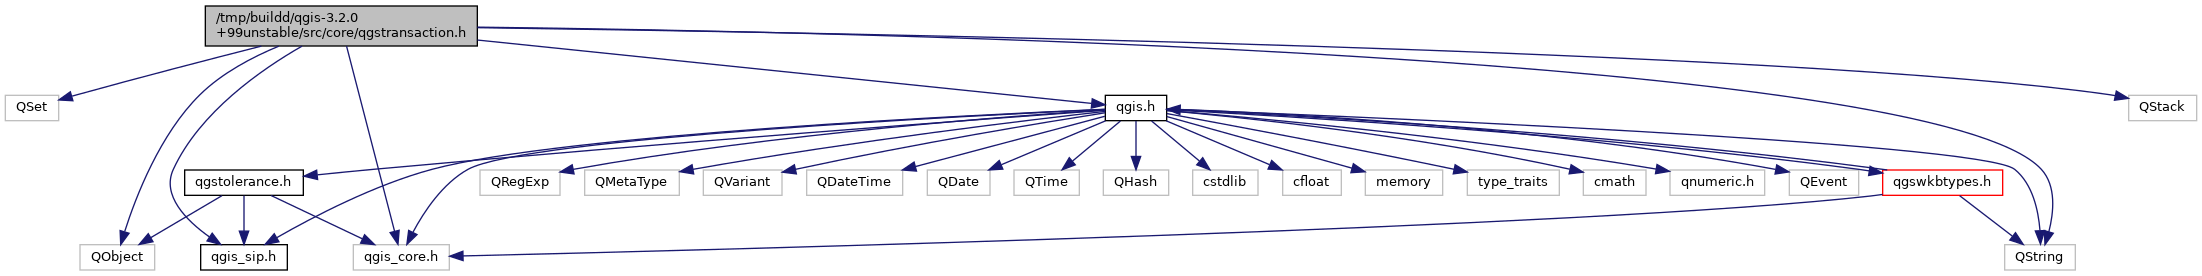 /tmp/buildd/qgis-3.2.0
+99unstable/src/core/qgstransaction.h
QSet
qgis.h
QStack
qgstolerance.h
QRegExp
QMetaType
QVariant
QDateTime
QDate
QTime
QHash
cstdlib
cfloat
memory
type_traits
cmath
qnumeric.h
QEvent
qgswkbtypes.h
QObject
qgis_sip.h
qgis_core.h
QString